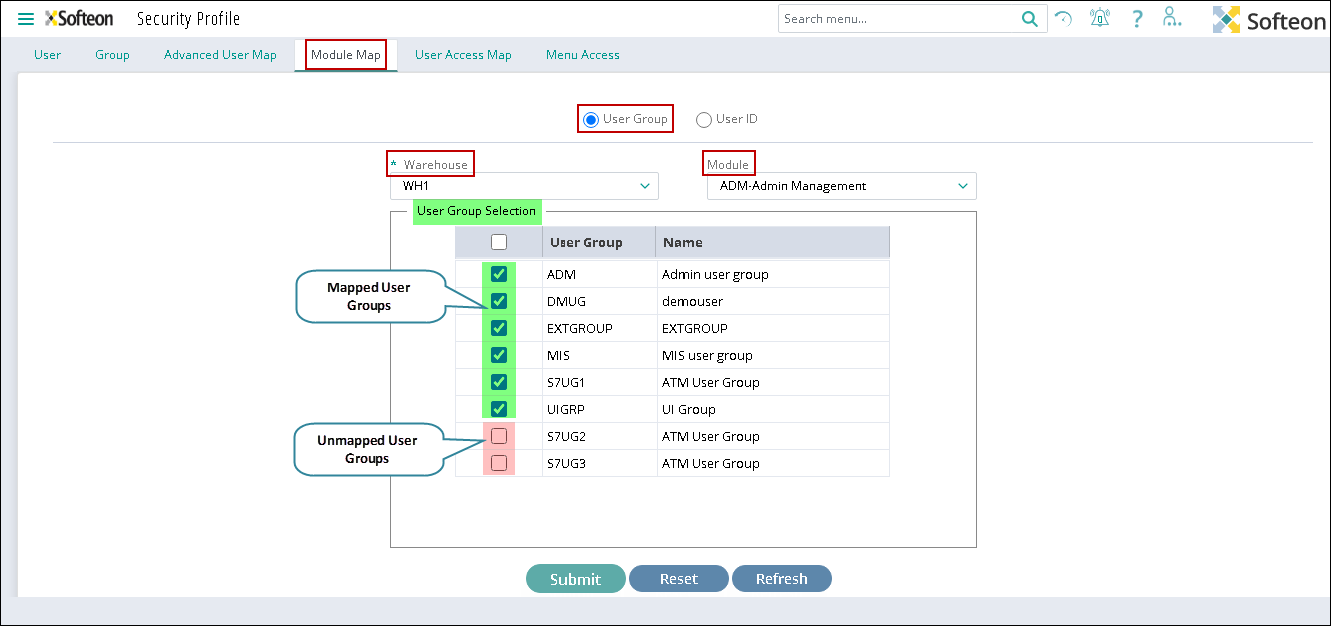 Softeon Security Profile Search menu... ? Softeon
User Group Advanced User Map Module Map User Access Map Menu Access
User Group User ID
* Warehouse Module
WH1 ADM-Admin Management
User Group Selection
User Group Name
ADM Admin user group
Mapped User
Groups
DMUG demouser
EXTGROUP EXTGROUP
MIS MIS user group
S7UG1 ATM User Group
UIGRP UI Group
Unmapped User
Groups
S7UG2 ATM User Group
S7UG3 ATM User Group
Submit Reset Refresh